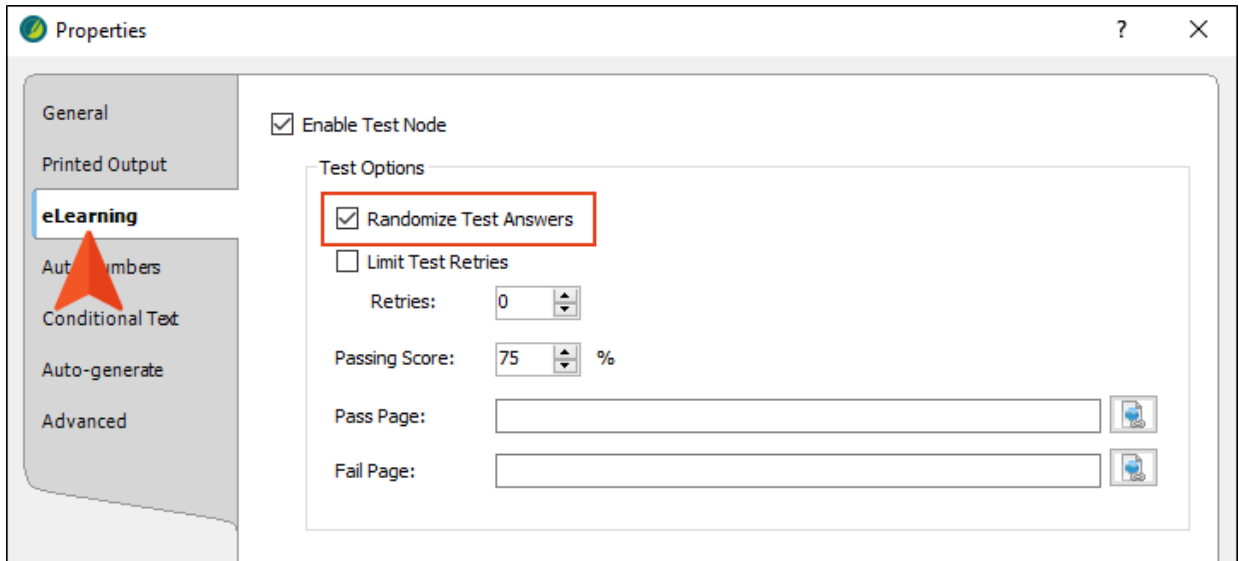 Properties
?
General
Enable Test Node
Printed Output
Test Options
eLearning
Randomize Test Answers
Limit Test Retries
Retries: 0
Conditional Text
Passing Score: 75 %
Auto-generate
Pass Page:
Advanced
Fail Page: